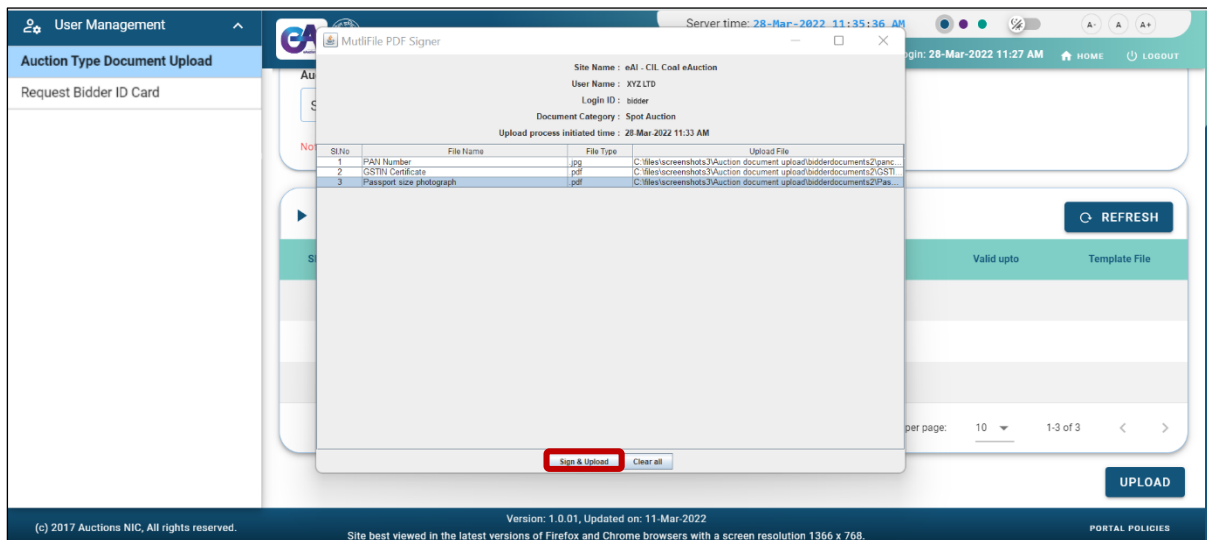 User Management
Auction Type Document Upload
Request Bidder ID Card
Server time: 28-Mar-2022 11:35:36 AM
A- A A+
28-Mar-2022 11:27 AM HOME LOGOUT
MutliFile PDF Signer
Site Name : eAI - CIL Coal eAuction
User Name : XYZ LTD
Login ID : bidder
Document Category : Spot Auction
Upload process initiated time : 28-Mar-2022 11:33 AM
Sl.No File Name File Type Upload File
1 PAN Number .jpg C:\files\screenshots3\Auction document upload\bidderdocuments2\panc...
2 GSTIN Certificate .pdf C:\files\screenshots3\Auction document upload\bidderdocuments2\GSTI...
3 Passport size photograph .pdf C:\files\screenshots3\Auction document upload\bidderdocuments2\Pas...
REFRESH
Valid upto Template File
per page: 10 1-3 of 3
Sign & Upload Clear all
UPLOAD
(c) 2017 Auctions NIC, All rights reserved.
Version: 1.0.01, Updated on: 11-Mar-2022
Site best viewed in the latest versions of Firefox and Chrome browsers with a screen resolution 1366 x 768.
PORTAL POLICIES